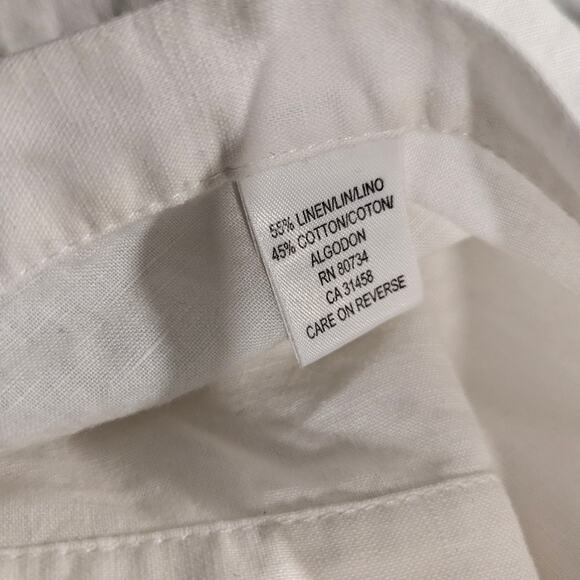 55% LINEN/LIN/LINO
45% COTTON/COTON/
ALGODON
RN 80734
CA 31458
CARE ON REVERSE